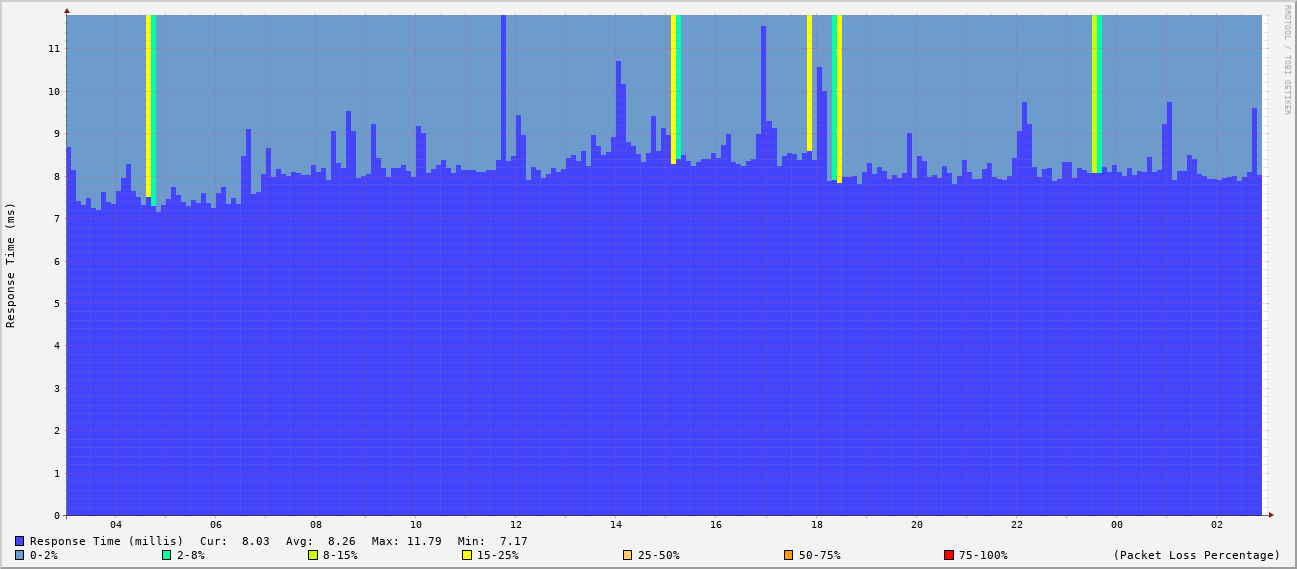 RRDTOOL / TOBI OETIKER
Response Time (ms)
11
10
9
8
7
6
5
4
3
2
1
0
04 06 08 10 12 14 16 18 20 22 00 02
Response Time (millis) Cur: 8.03 Avg: 8.26 Max: 11.79 Min: 7.17
0-2% 2-8% 8-15% 15-25% 25-50% 50-75% 75-100% (Packet Loss Percentage)